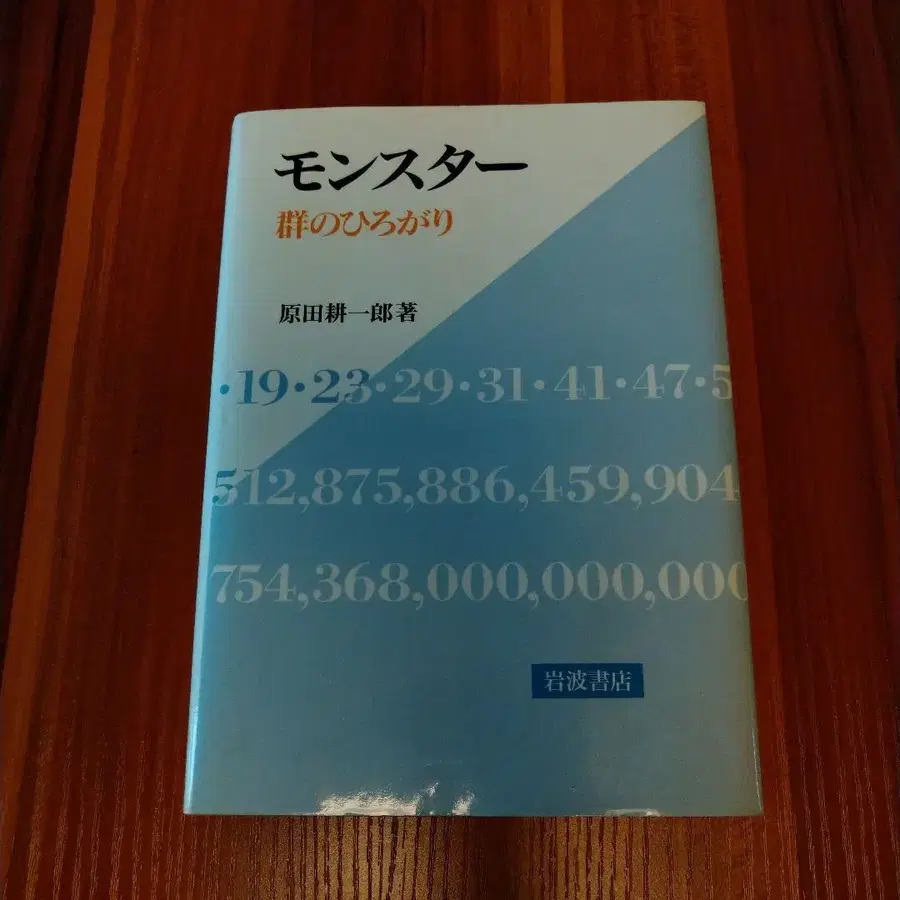 モンスター
群のひろがり
原田耕一郎著
·19·23·29·31·41·47·5
512,875,886,459,904
754,368,000,000,000
岩波書店